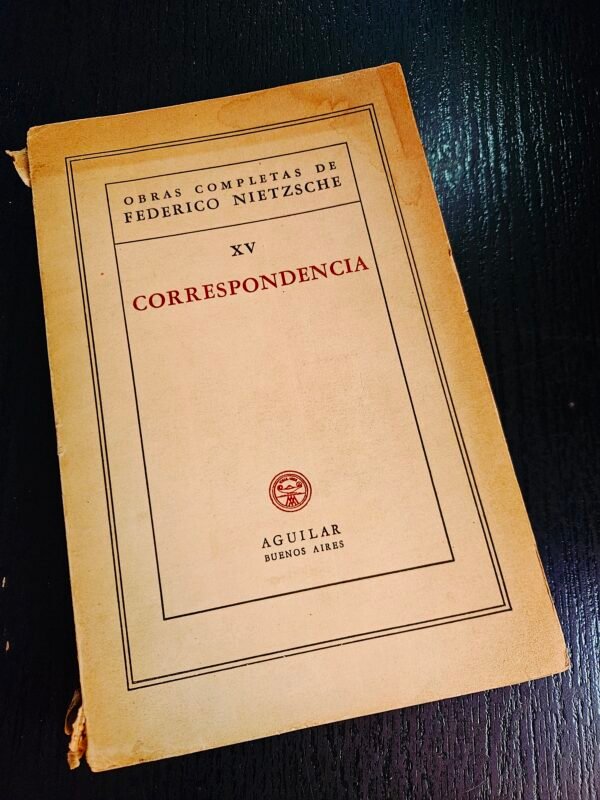 OBRAS COMPLETAS DE
FEDERICO NIETZSCHE
XV
CORRESPONDENCIA
AGUILAR
BUENOS AIRES